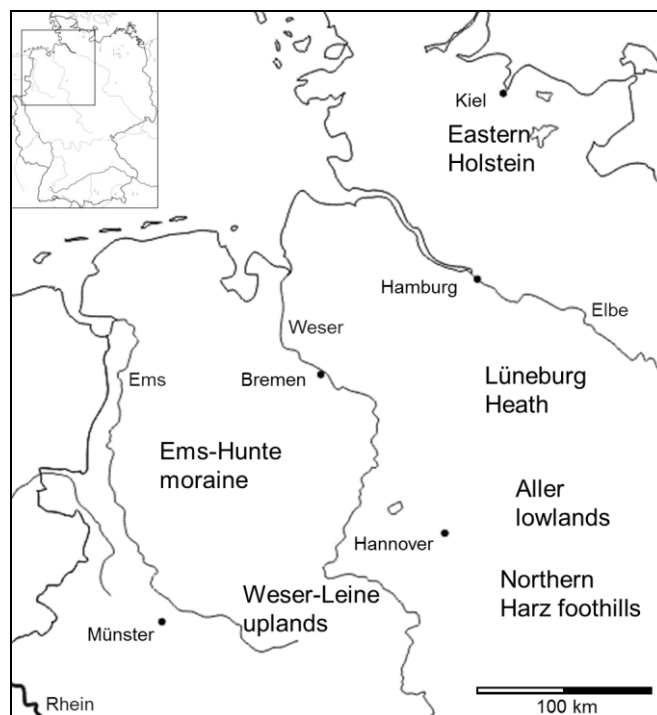 Kiel
Eastern
Holstein
Hamburg
Elbe
Weser
Ems
Bremen
Lüneburg
Heath
Ems-Hunte
moraine
Aller
lowlands
Hannover
Northern
Harz foothills
Weser-Leine
uplands
Münster
Rhein
100 km